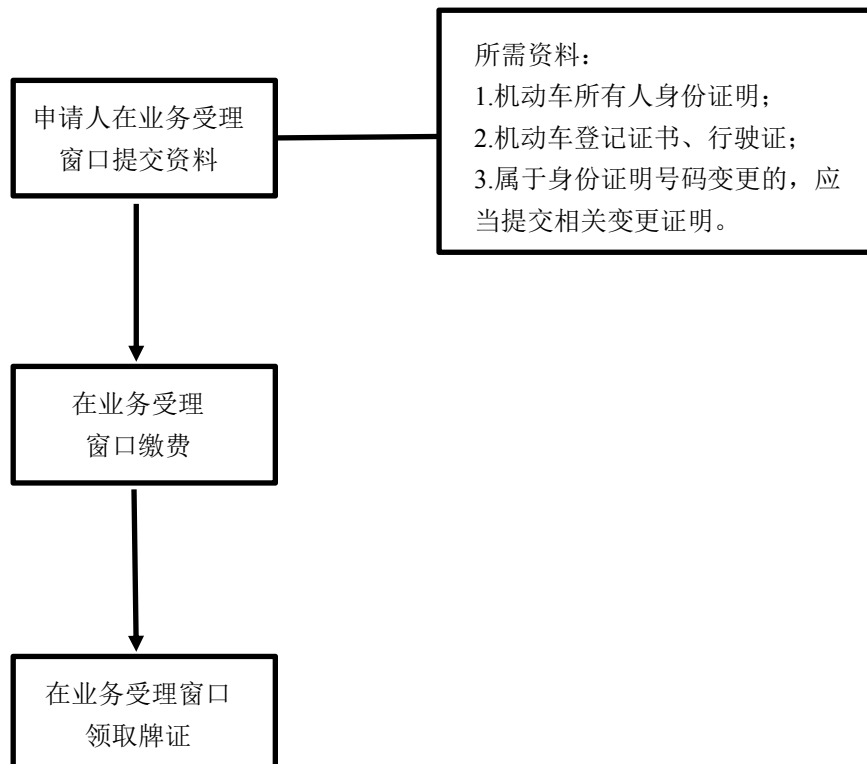 所需资料：
1.机动车所有人身份证明；
2.机动车登记证书、行驶证；
3.属于身份证明号码变更的，应
当提交相关变更证明。
申请人在业务受理
窗口提交资料
在业务受理
窗口缴费
在业务受理窗口
领取牌证